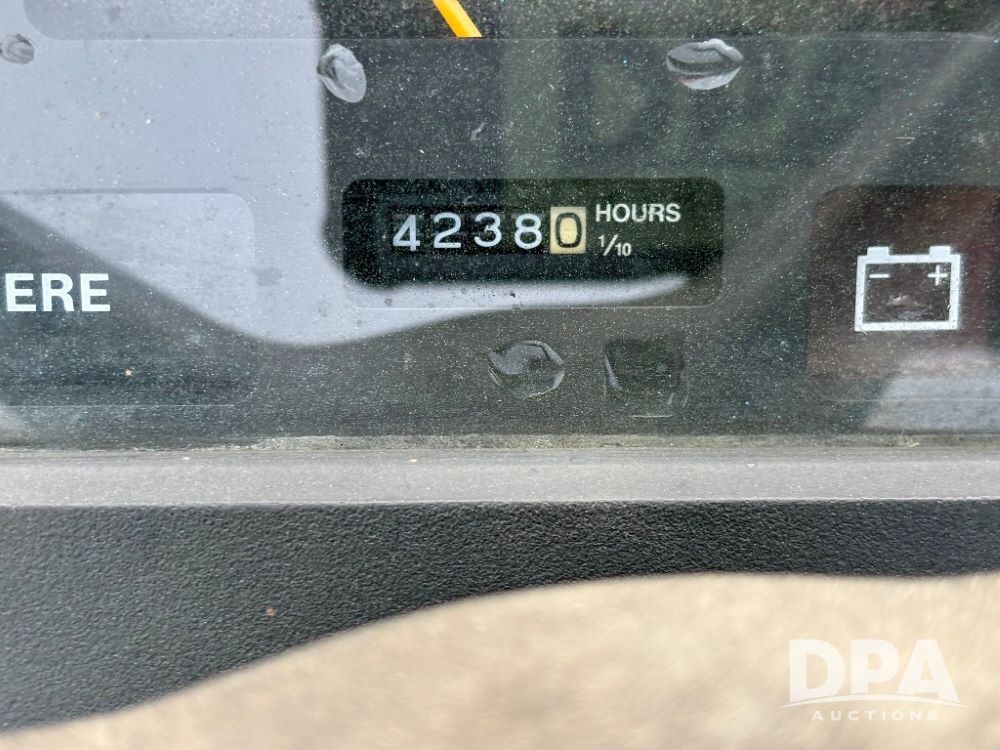 42380 HOURS
1/10
ERE
- +
DPA
AUCTIONS